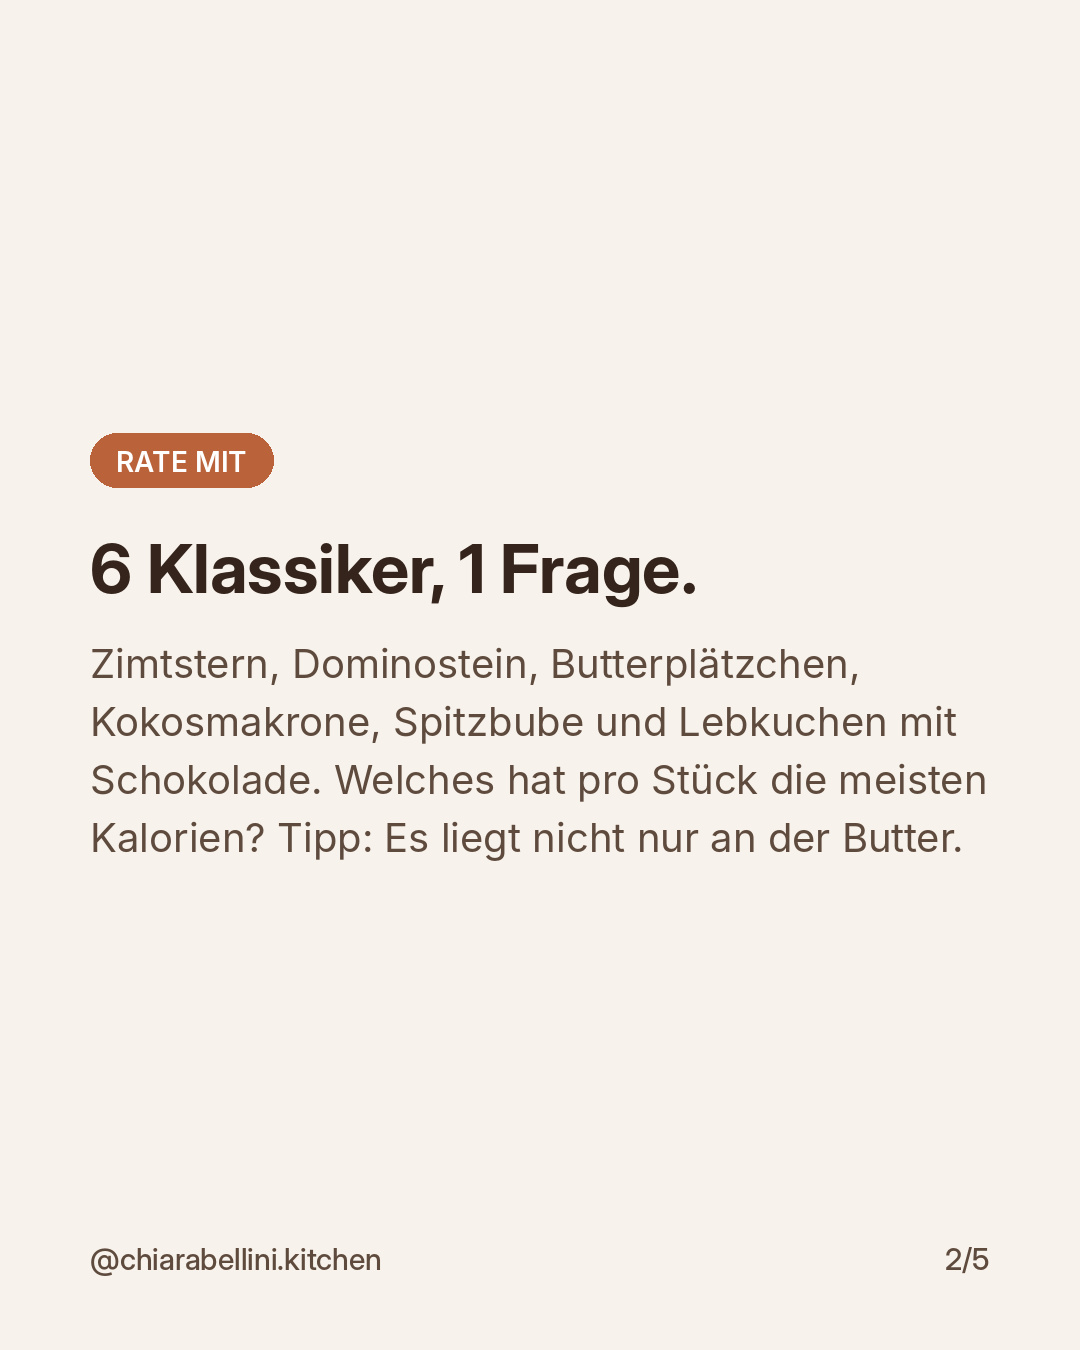 RATE MIT
6 Klassiker, 1 Frage.
Zimtstern, Dominostein, Butterplätzchen,
Kokosmakrone, Spitzbube und Lebkuchen mit
Schokolade. Welches hat pro Stück die meisten
Kalorien? Tipp: Es liegt nicht nur an der Butter.
@chiarabellini.kitchen
2/5